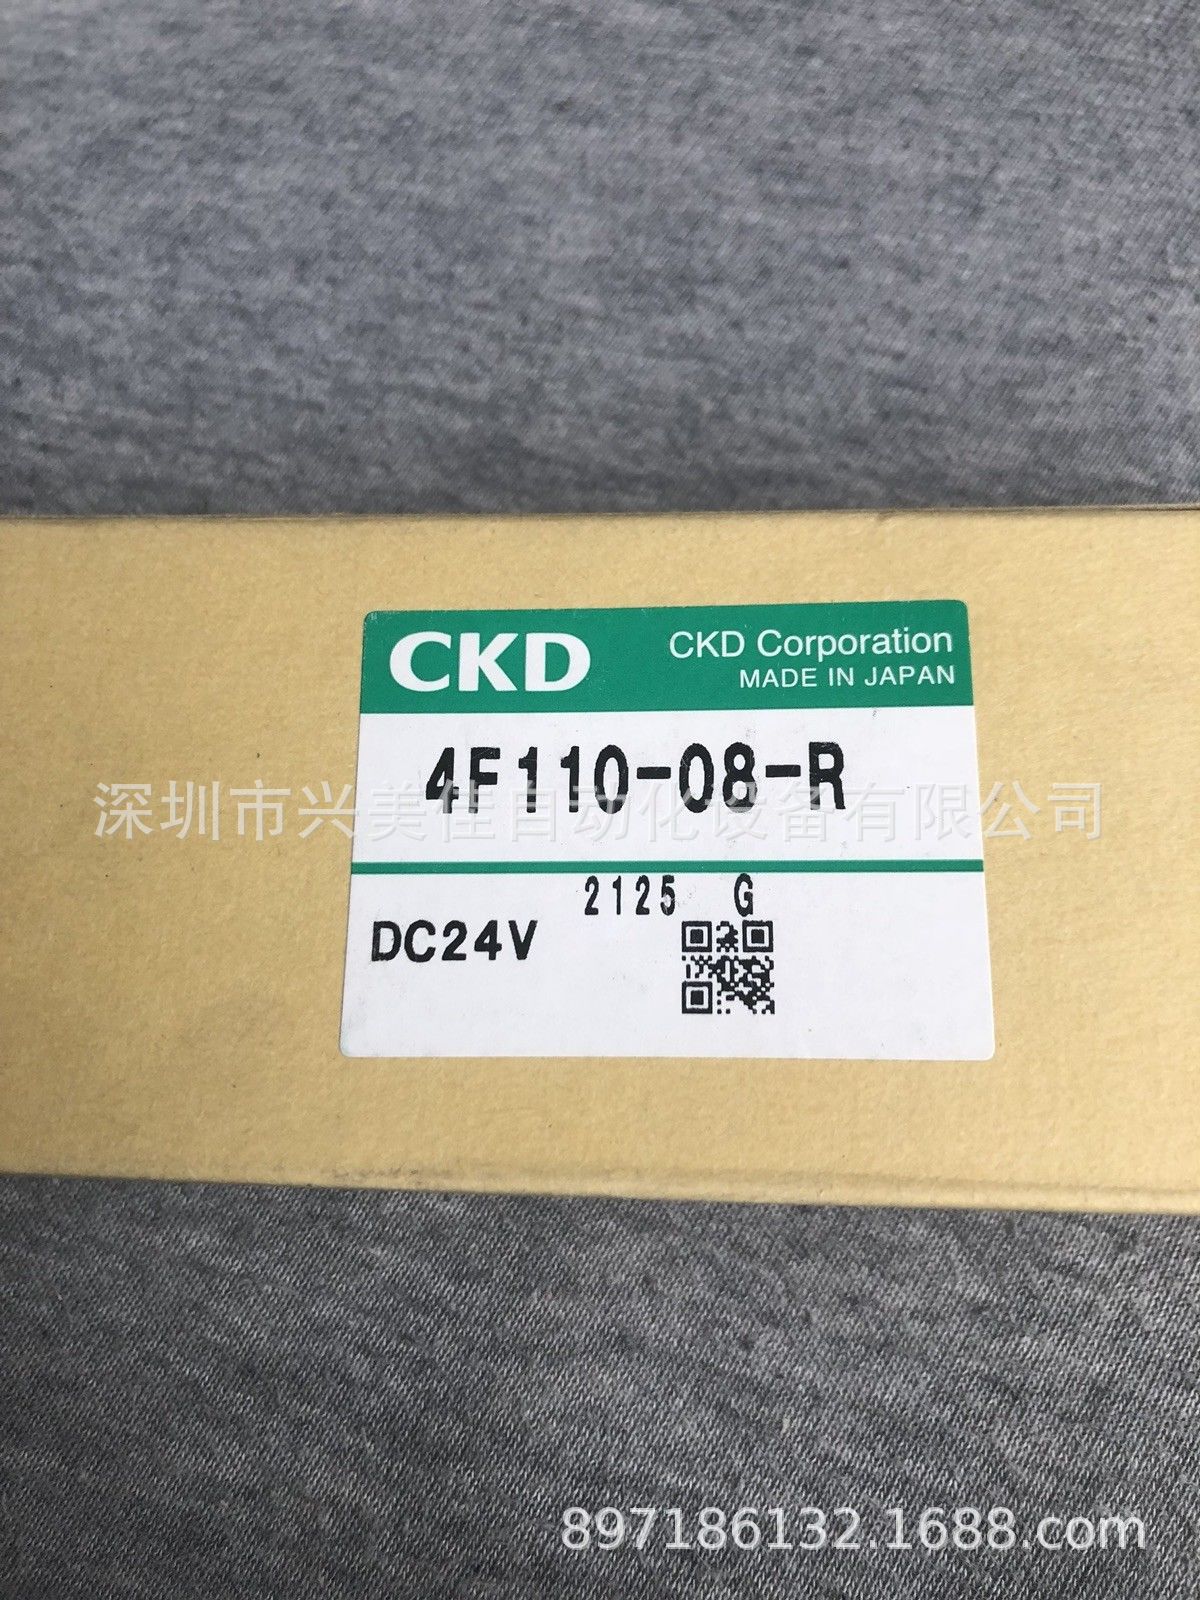 CKD
CKD Corporation
MADE IN JAPAN
4F110-08-R
深圳市兴美佳自动化设备有限公司
2125 G
DC24V
897186132.1688.com